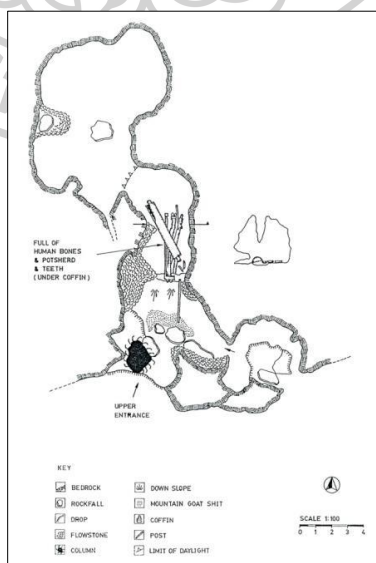 FULL OF
HUMAN BONES
& POTSHERD
& TEETH
(UNDER COFFIN)
UPPER
ENTRANCE
KEY
BEDROCK
ROCKFALL
DROP
FLOWSTONE
COLUMN
DOWN SLOPE
MOUNTAIN GOAT SHIT
COFFIN
POST
LIMIT OF DAYLIGHT
SCALE 1:100
0 1 2 3 4